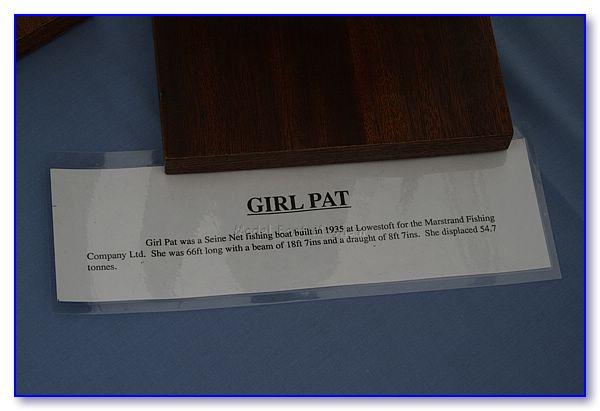 GIRL PAT
Girl Pat was a Seine Net fishing boat built in 1935 at Lowestoft for the Marstrand Fishing
Company Ltd. She was 66ft long with a beam of 18ft 7ins and a draught of 8ft 7ins. She displaced 54.7
tonnes.